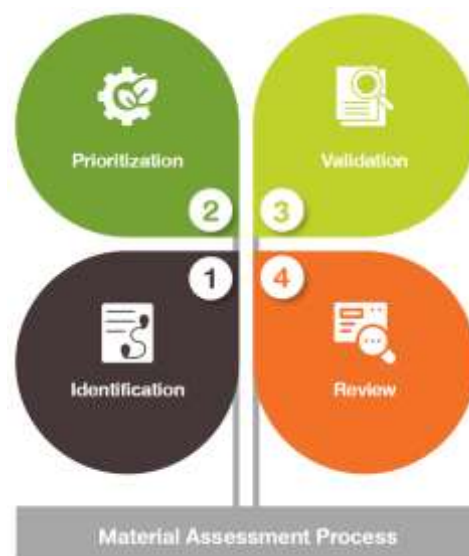 Prioritization
2
Validation
3
Identification
1
Review
4
Material Assessment Process